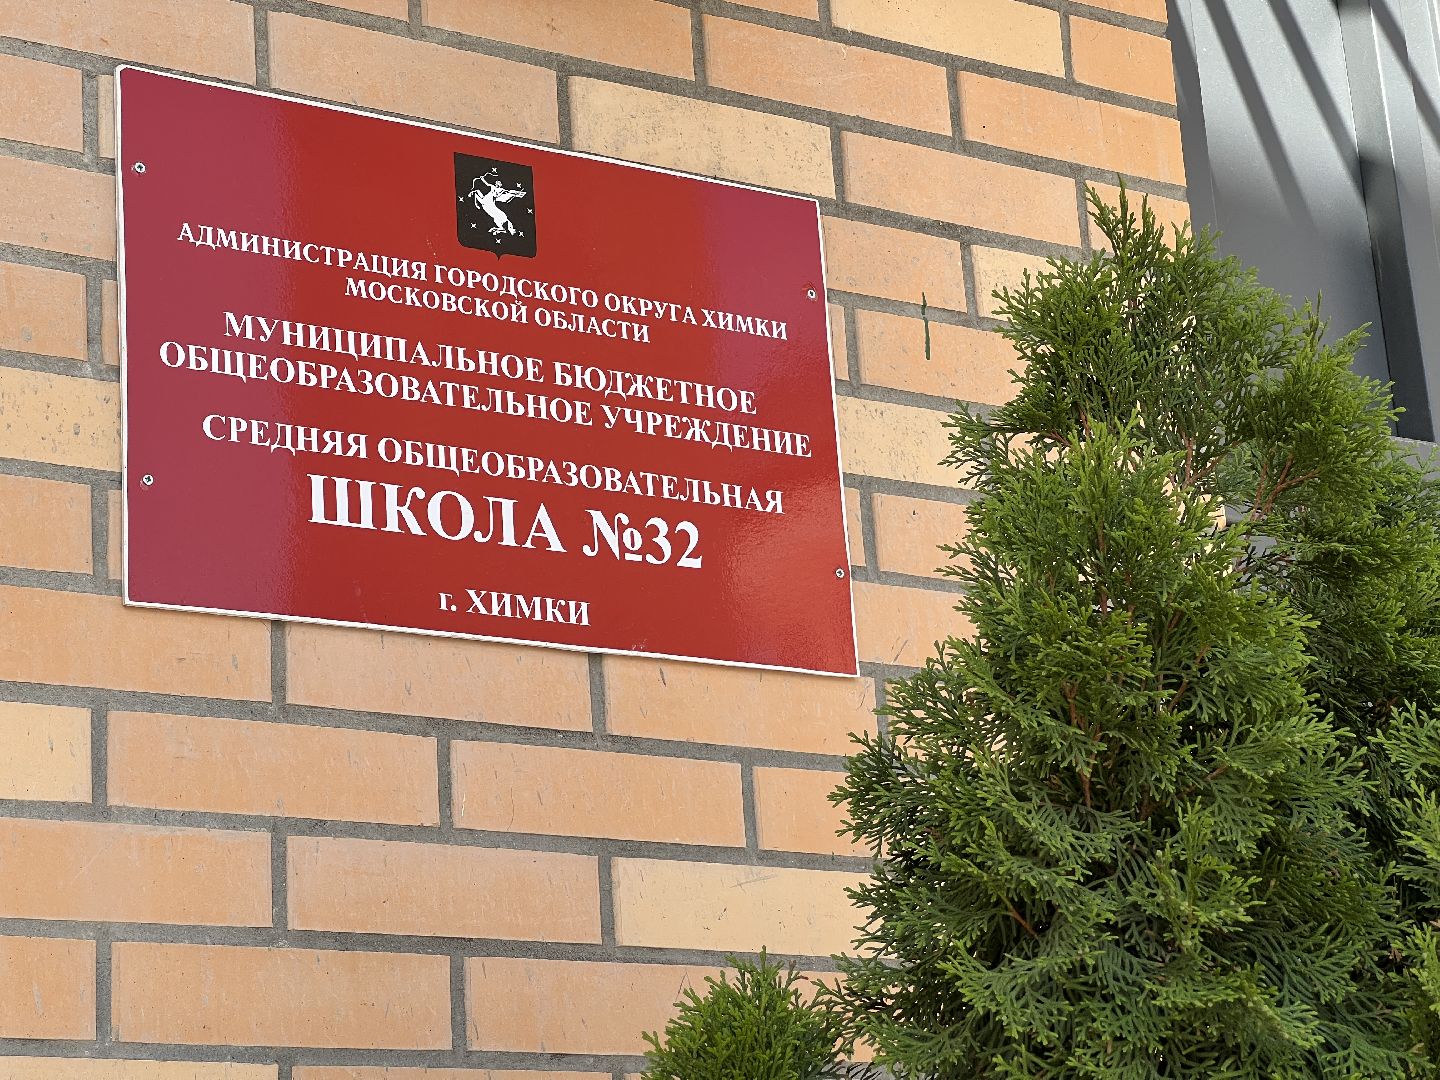 АДМИНИСТРАЦИЯ ГОРОДСКОГО ОКРУГА ХИМКИ
МОСКОВСКОЙ ОБЛАСТИ
МУНИЦИПАЛЬНОЕ БЮДЖЕТНОЕ
ОБЩЕОБРАЗОВАТЕЛЬНОЕ УЧРЕЖДЕНИЕ
СРЕДНЯЯ ОБЩЕОБРАЗОВАТЕЛЬНАЯ
ШКОЛА №32
г. ХИМКИ